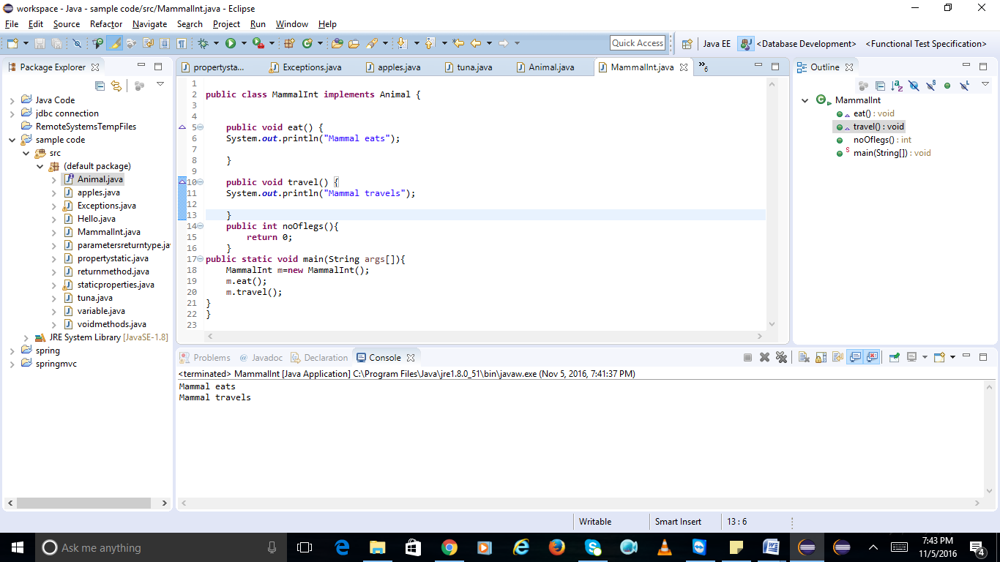 workspace - Java - sample code/src/MammalInt.java - Eclipse
File Edit Source Refactor Navigate Search Project Run Window Help
Quick Access Java EE <Database Development> <Functional Test Specification>
Package Explorer
Java Code
jdbc connection
RemoteSystemsTempFiles
sample code
src
(default package)
Animal.java
apples.java
Exceptions.java
Hello.java
MammalInt.java
parametersreturntype.jav
propertystatic.java
returnmethod.java
staticproperties.java
tuna.java
variable.java
voidmethods.java
JRE System Library [JavaSE-1.8]
spring
springmvc
propertysta... Exceptions.java apples.java tuna.java Animal.java MammalInt.java »6
1
2 public class MammalInt implements Animal {
3
4
5 public void eat() {
6 System.out.println("Mammal eats");
7
8 }
9
10 public void travel() {
11 System.out.println("Mammal travels");
12
13 }
14 public int noOflegs(){
15 return 0;
16 }
17 public static void main(String args[]){
18 MammalInt m=new MammalInt();
19 m.eat();
20 m.travel();
21 }
22 }
23
Outline
MammalInt
eat() : void
travel() : void
noOflegs() : int
main(String[]) : void
Problems @ Javadoc Declaration Console
<terminated> MammalInt [Java Application] C:\Program Files\Java\jre1.8.0_51\bin\javaw.exe (Nov 5, 2016, 7:41:37 PM)
Mammal eats
Mammal travels
Writable Smart Insert 13 : 6
Ask me anything
7:43 PM
11/5/2016
4